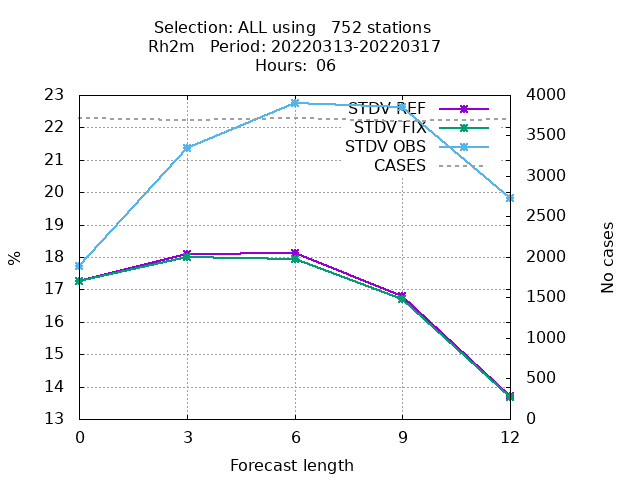 Selection: ALL using   752 stations
Rh2m   Period: 20220313-20220317
Hours: 06
23
22
21
20
19
18
17
16
15
14
13
%
4000
3500
3000
2500
2000
1500
1000
500
0
No cases
STDV REF
STDV FIX
STDV OBS
CASES
0
3
6
9
12
Forecast length